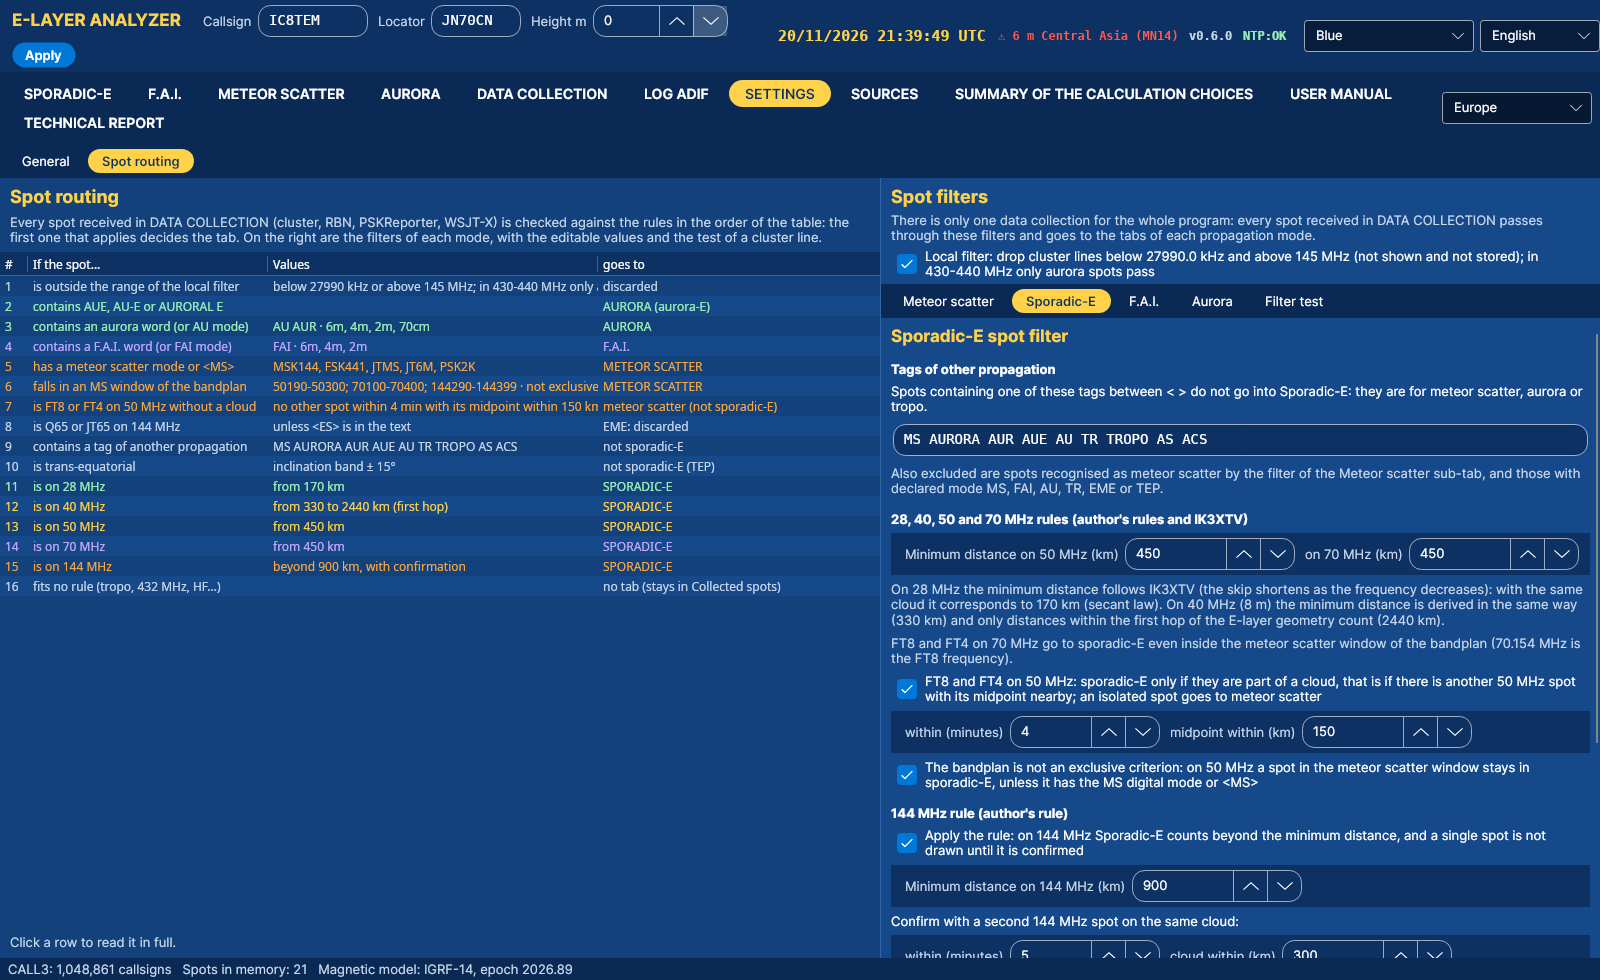 E-LAYER ANALYZER
Callsign IC8TEM Locator JN70CN Height m 0
20/11/2026 21:39:49 UTC ⚠ 6 m Central Asia (MN14) v0.6.0 NTP:OK Blue English
Apply
SPORADIC-E F.A.I. METEOR SCATTER AURORA DATA COLLECTION LOG ADIF SETTINGS SOURCES SUMMARY OF THE CALCULATION CHOICES USER MANUAL
TECHNICAL REPORT
Europe
General Spot routing
Spot routing
Every spot received in DATA COLLECTION (cluster, RBN, PSKReporter, WSJT-X) is checked against the rules in the order of the table: the
first one that applies decides the tab. On the right are the filters of each mode, with the editable values and the test of a cluster line.
# If the spot... Values goes to
1 is outside the range of the local filter below 27990 kHz or above 145 MHz; in 430-440 MHz only discarded
2 contains AUE, AU-E or AURORAL E AURORA (aurora-E)
3 contains an aurora word (or AU mode) AU AUR · 6m, 4m, 2m, 70cm AURORA
4 contains a F.A.I. word (or FAI mode) FAI · 6m, 4m, 2m F.A.I.
5 has a meteor scatter mode or <MS> MSK144, FSK441, JTMS, JT6M, PSK2K METEOR SCATTER
6 falls in an MS window of the bandplan 50190-50300; 70100-70400; 144290-144399 · not exclusive METEOR SCATTER
7 is FT8 or FT4 on 50 MHz without a cloud no other spot within 4 min with its midpoint within 150 km meteor scatter (not sporadic-E)
8 is Q65 or JT65 on 144 MHz unless <ES> is in the text EME: discarded
9 contains a tag of another propagation MS AURORA AUR AUE AU TR TROPO AS ACS not sporadic-E
10 is trans-equatorial inclination band ± 15° not sporadic-E (TEP)
11 is on 28 MHz from 170 km SPORADIC-E
12 is on 40 MHz from 330 to 2440 km (first hop) SPORADIC-E
13 is on 50 MHz from 450 km SPORADIC-E
14 is on 70 MHz from 450 km SPORADIC-E
15 is on 144 MHz beyond 900 km, with confirmation SPORADIC-E
16 fits no rule (tropo, 432 MHz, HF...) no tab (stays in Collected spots)
Click a row to read it in full.
Spot filters
There is only one data collection for the whole program: every spot received in DATA COLLECTION passes
through these filters and goes to the tabs of each propagation mode.
Local filter: drop cluster lines below 27990.0 kHz and above 145 MHz (not shown and not stored); in
430-440 MHz only aurora spots pass
Meteor scatter Sporadic-E F.A.I. Aurora Filter test
Sporadic-E spot filter
Tags of other propagation
Spots containing one of these tags between < > do not go into Sporadic-E: they are for meteor scatter, aurora or
tropo.
MS AURORA AUR AUE AU TR TROPO AS ACS
Also excluded are spots recognised as meteor scatter by the filter of the Meteor scatter sub-tab, and those with
declared mode MS, FAI, AU, TR, EME or TEP.
28, 40, 50 and 70 MHz rules (author's rules and IK3XTV)
Minimum distance on 50 MHz (km) 450 on 70 MHz (km) 450
On 28 MHz the minimum distance follows IK3XTV (the skip shortens as the frequency decreases): with the same
cloud it corresponds to 170 km (secant law). On 40 MHz (8 m) the minimum distance is derived in the same way
(330 km) and only distances within the first hop of the E-layer geometry count (2440 km).
FT8 and FT4 on 70 MHz go to sporadic-E even inside the meteor scatter window of the bandplan (70.154 MHz is
the FT8 frequency).
FT8 and FT4 on 50 MHz: sporadic-E only if they are part of a cloud, that is if there is another 50 MHz spot
with its midpoint nearby; an isolated spot goes to meteor scatter
within (minutes) 4 midpoint within (km) 150
The bandplan is not an exclusive criterion: on 50 MHz a spot in the meteor scatter window stays in
sporadic-E, unless it has the MS digital mode or <MS>
144 MHz rule (author's rule)
Apply the rule: on 144 MHz Sporadic-E counts beyond the minimum distance, and a single spot is not
drawn until it is confirmed
Minimum distance on 144 MHz (km) 900
Confirm with a second 144 MHz spot on the same cloud:
within (minutes) 5 cloud within (km) 300
CALL3: 1,048,861 callsigns Spots in memory: 21 Magnetic model: IGRF-14, epoch 2026.89